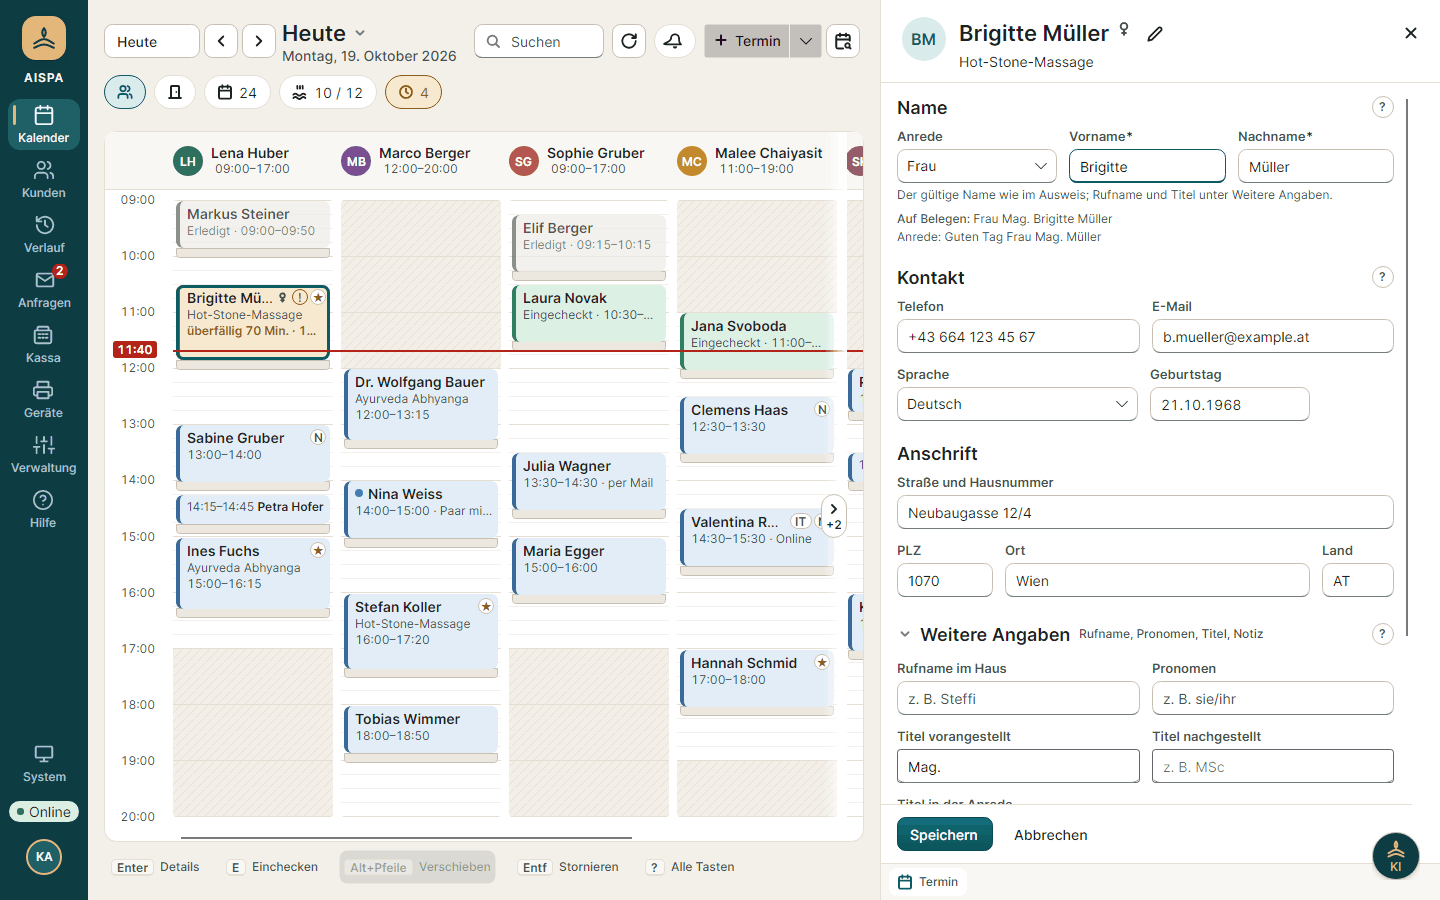 AISPA
Kalender
Kunden
Verlauf
2
Anfragen
Kassa
Geräte
Verwaltung
Hilfe
System
Online
KA
Heute
Heute
Montag, 19. Oktober 2026
Suchen
Termin
24
10 / 12
4
LH
Lena Huber
09:00–17:00
MB
Marco Berger
12:00–20:00
SG
Sophie Gruber
09:00–17:00
MC
Malee Chaiyasit
11:00–19:00
09:00
10:00
11:00
11:40
12:00
13:00
14:00
15:00
16:00
17:00
18:00
19:00
20:00
Markus Steiner
Erledigt · 09:00–09:50
Brigitte Mü...
Hot-Stone-Massage
überfällig 70 Min. · 1...
Sabine Gruber
N
13:00–14:00
14:15–14:45 Petra Hofer
Ines Fuchs
Ayurveda Abhyanga
15:00–16:15
Dr. Wolfgang Bauer
Ayurveda Abhyanga
12:00–13:15
Nina Weiss
14:00–15:00 · Paar mi...
Stefan Koller
Hot-Stone-Massage
16:00–17:20
Tobias Wimmer
18:00–18:50
Elif Berger
Erledigt · 09:15–10:15
Laura Novak
Eingecheckt · 10:30–...
Julia Wagner
13:30–14:30 · per Mail
Maria Egger
15:00–16:00
Jana Svoboda
Eingecheckt · 11:00–...
Clemens Haas
N
12:30–13:30
Valentina R...
IT
14:30–15:30 · Online
+2
Hannah Schmid
17:00–18:00
Enter Details
E Einchecken
Alt+Pfeile Verschieben
Entf Stornieren
? Alle Tasten
BM
Brigitte Müller
Hot-Stone-Massage
Name
?
Anrede
Vorname*
Nachname*
Frau
Brigitte
Müller
Der gültige Name wie im Ausweis; Rufname und Titel unter Weitere Angaben.
Auf Belegen: Frau Mag. Brigitte Müller
Anrede: Guten Tag Frau Mag. Müller
Kontakt
?
Telefon
E-Mail
+43 664 123 45 67
b.mueller@example.at
Sprache
Geburtstag
Deutsch
21.10.1968
Anschrift
Straße und Hausnummer
Neubaugasse 12/4
PLZ
Ort
Land
1070
Wien
AT
Weitere Angaben
Rufname, Pronomen, Titel, Notiz
?
Rufname im Haus
Pronomen
z. B. Steffi
z. B. sie/ihr
Titel vorangestellt
Titel nachgestellt
Mag.
z. B. MSc
Titel in der Anrede
Speichern
Abbrechen
KI
Termin